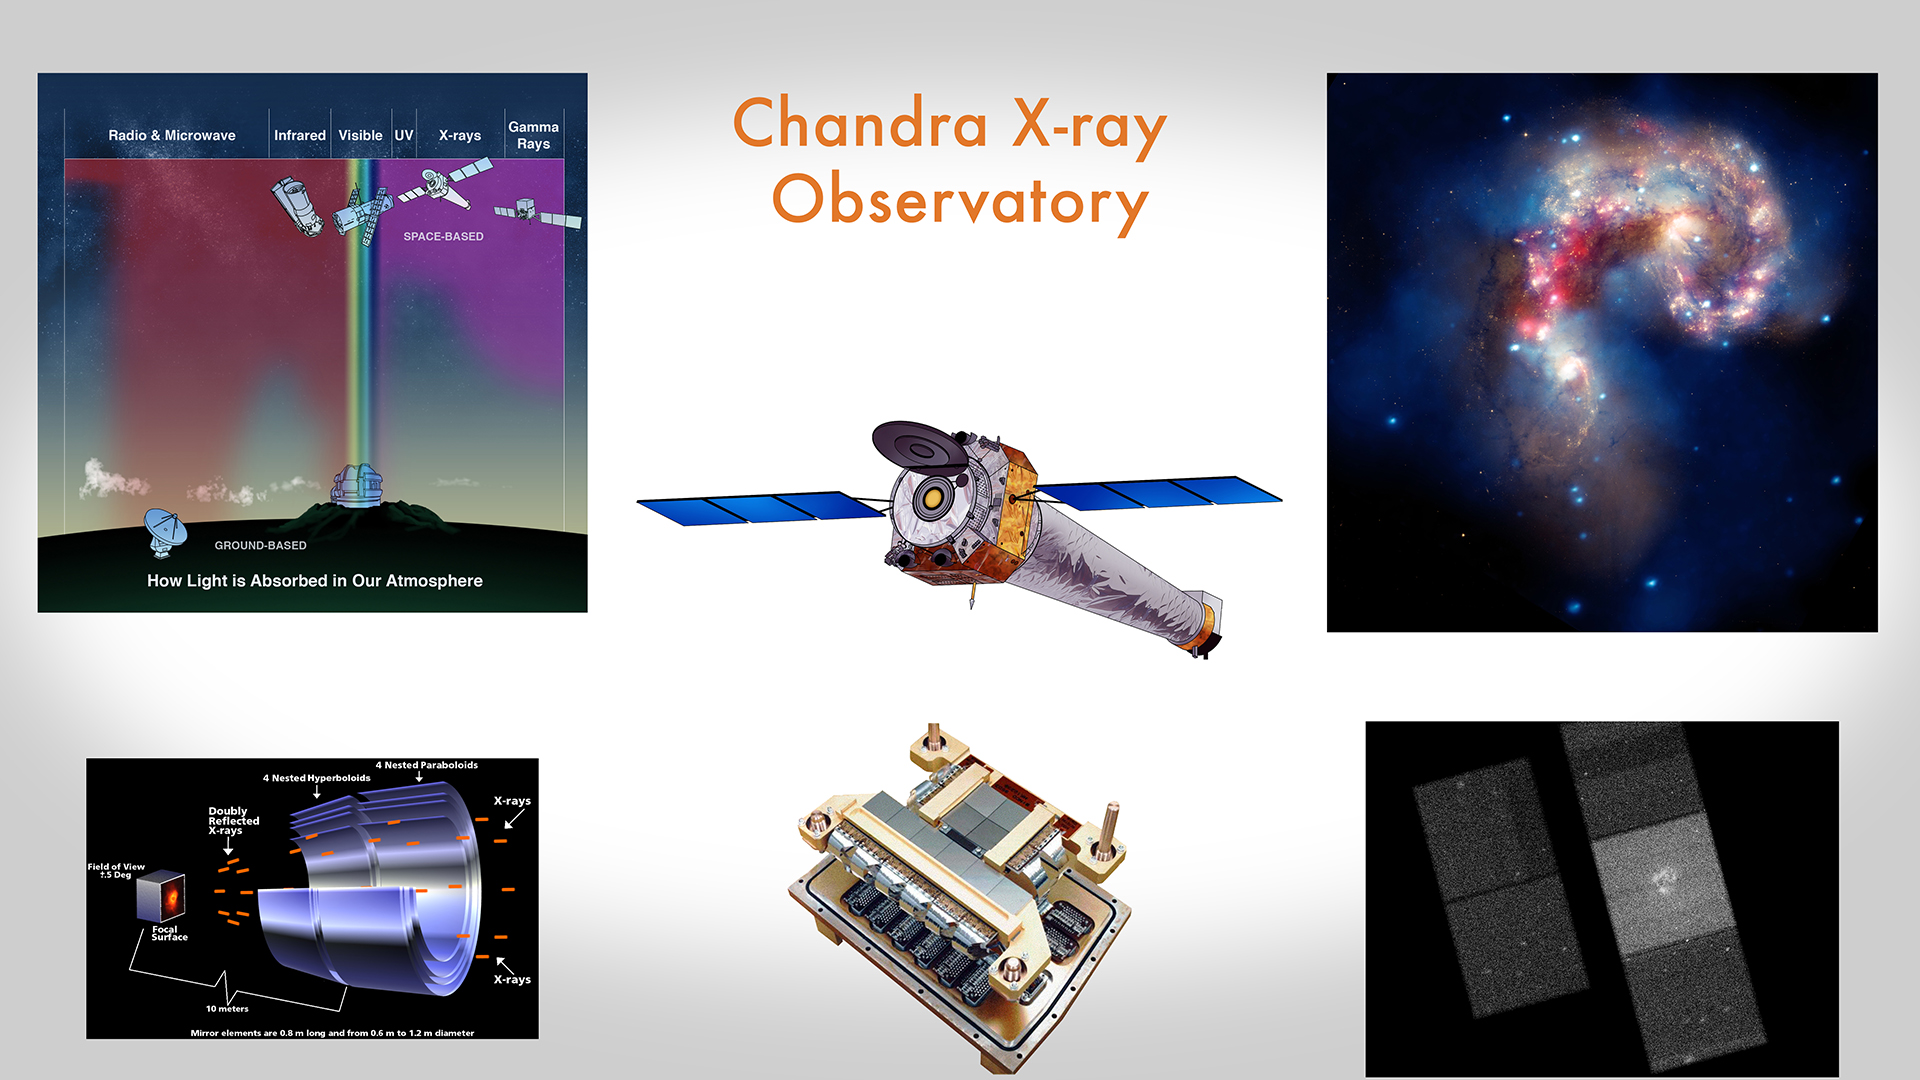 Chandra X-ray
Observatory
Radio & Microwave
Infrared
Visible
UV
X-rays
Gamma
Rays
SPACE-BASED
GROUND-BASED
How Light is Absorbed in Our Atmosphere
4 Nested Paraboloids
4 Nested Hyperboloids
X-rays
Doubly
Reflected
X-rays
Field of View
±.5 Deg
Focal
Surface
X-rays
10 meters
Mirror elements are 0.8 m long and from 0.6 m to 1.2 m diameter